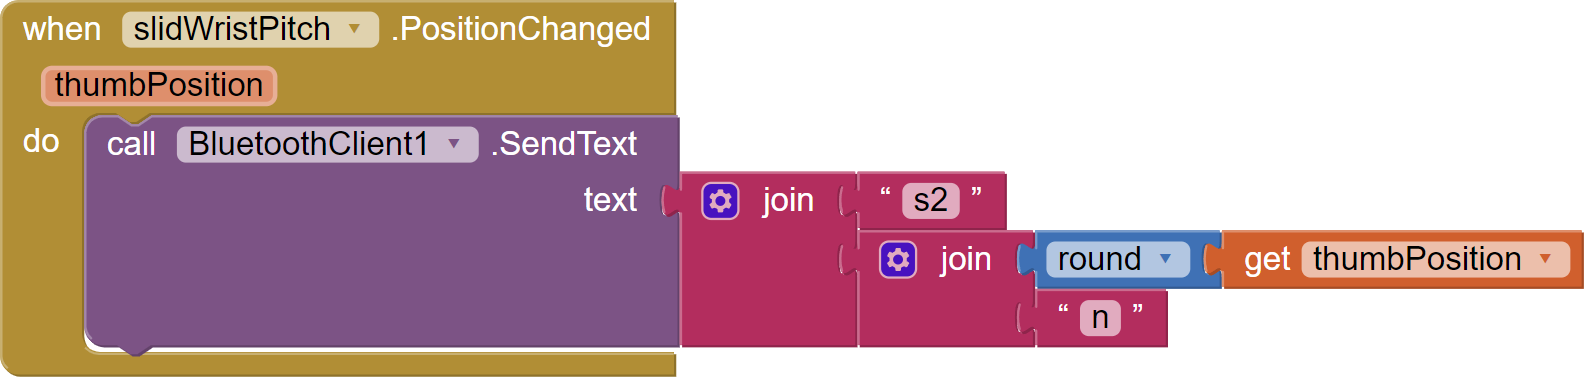 when slidWristPitch .PositionChanged
thumbPosition
do call BluetoothClient1 .SendText
text join “ s2 ”
join round get thumbPosition
“ n ”